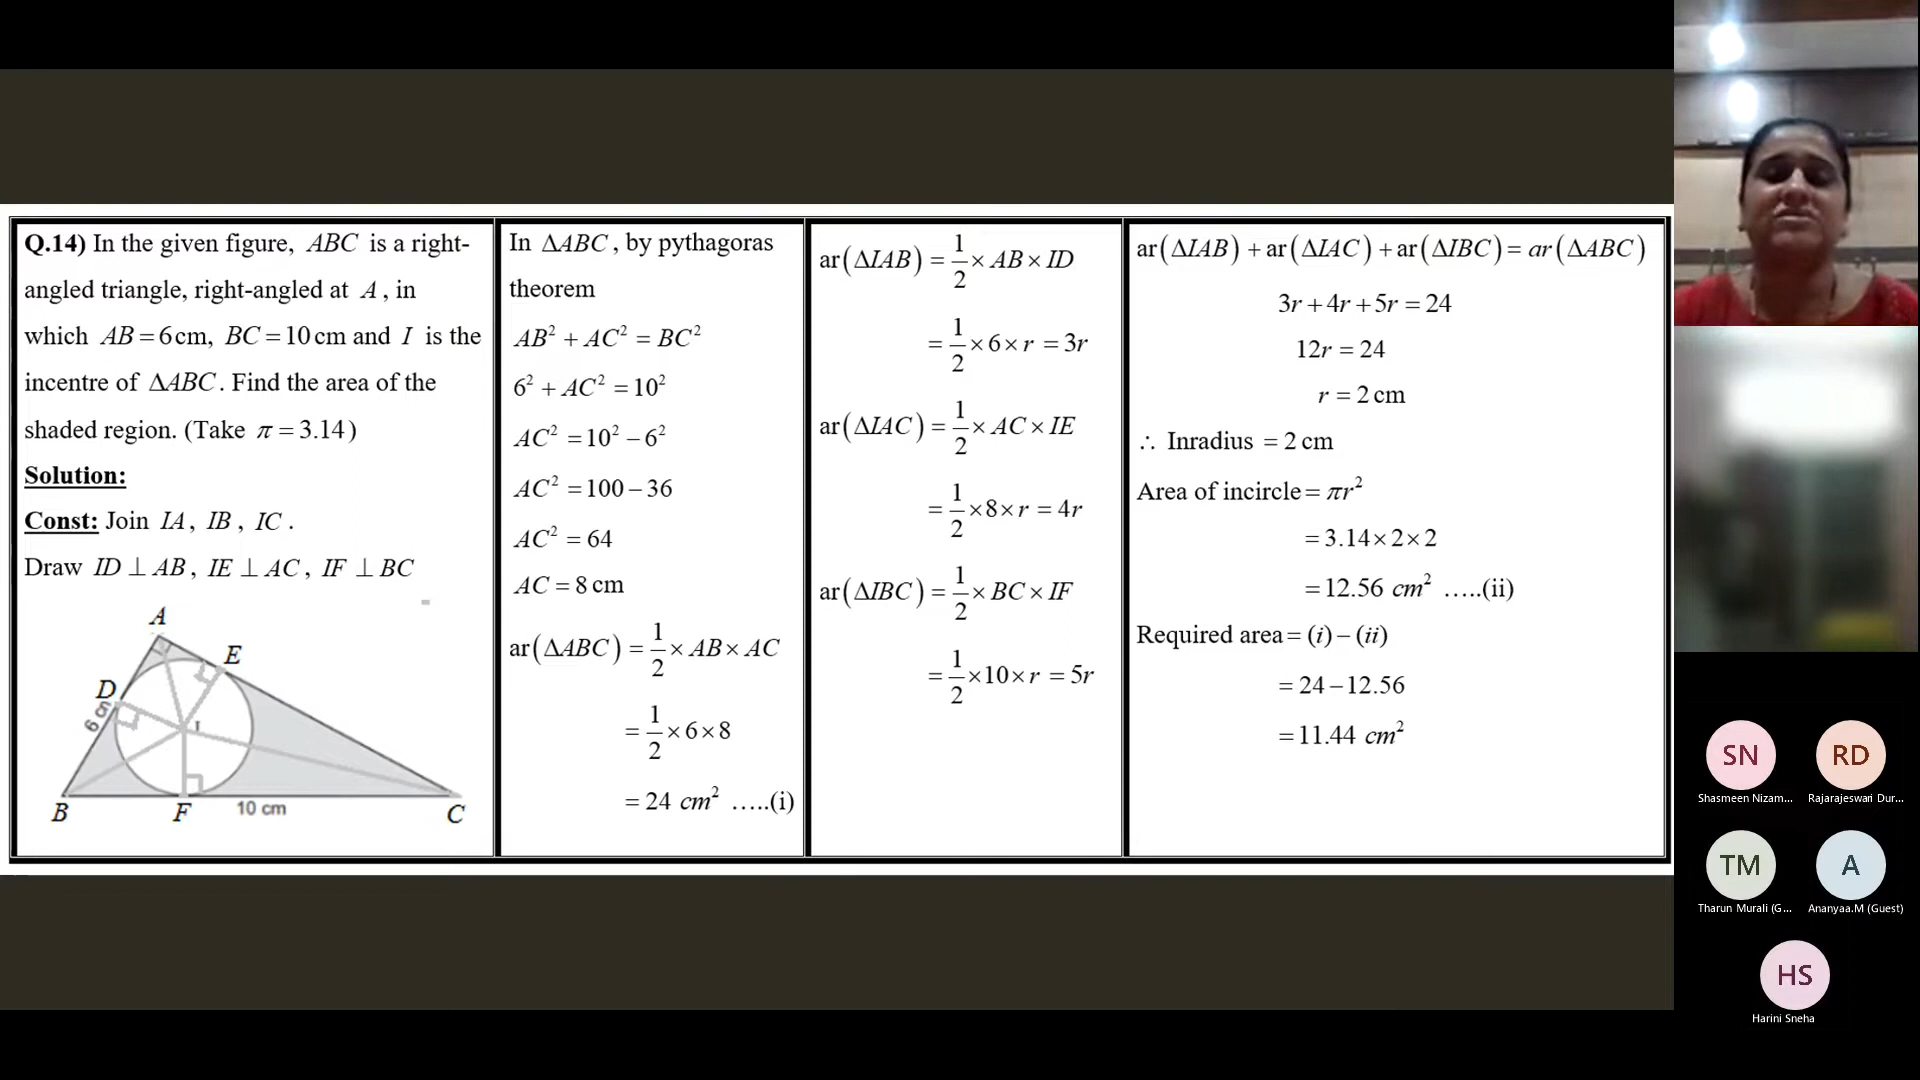 Q.14) In the given figure, ABC is a right-
angled triangle, right-angled at A, in
which AB = 6 cm, BC = 10 cm and I is the
incentre of ΔABC. Find the area of the
shaded region. (Take π = 3.14)
Solution:
Const: Join IA, IB, IC.
Draw ID ⊥ AB, IE ⊥ AC, IF ⊥ BC
A
E
D
6 cm
I
B
F
10 cm
C
In ΔABC, by pythagoras
theorem
AB² + AC² = BC²
6² + AC² = 10²
AC² = 10² − 6²
AC² = 100 − 36
AC² = 64
AC = 8 cm
ar(ΔABC) = 1/2 × AB × AC
= 1/2 × 6 × 8
= 24 cm² .....(i)
ar(ΔIAB) = 1/2 × AB × ID
= 1/2 × 6 × r = 3r
ar(ΔIAC) = 1/2 × AC × IE
= 1/2 × 8 × r = 4r
ar(ΔIBC) = 1/2 × BC × IF
= 1/2 × 10 × r = 5r
ar(ΔIAB) + ar(ΔIAC) + ar(ΔIBC) = ar(ΔABC)
3r + 4r + 5r = 24
12r = 24
r = 2 cm
∴ Inradius = 2 cm
Area of incircle = πr²
= 3.14 × 2 × 2
= 12.56 cm² .....(ii)
Required area = (i) − (ii)
= 24 − 12.56
= 11.44 cm²
SN
Shasmeen Nizam...
RD
Rajarajeswari Dur...
TM
Tharun Murali (G...
A
Ananyaa.M (Guest)
HS
Harini Sneha